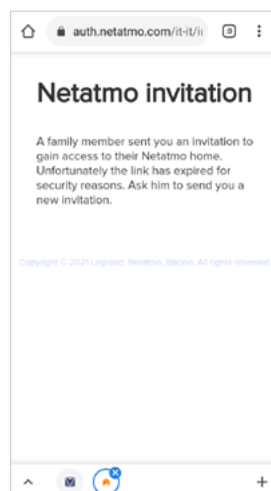 auth.netatmo.com/it-it/ii
Netatmo invitation
A family member sent you an invitation to
gain access to their Netatmo home.
Unfortunately the link has expired for
security reasons. Ask him to send you a
new invitation.
Copyright © 2021 Legrand, Netatmo, Bticino. All rights reserved.